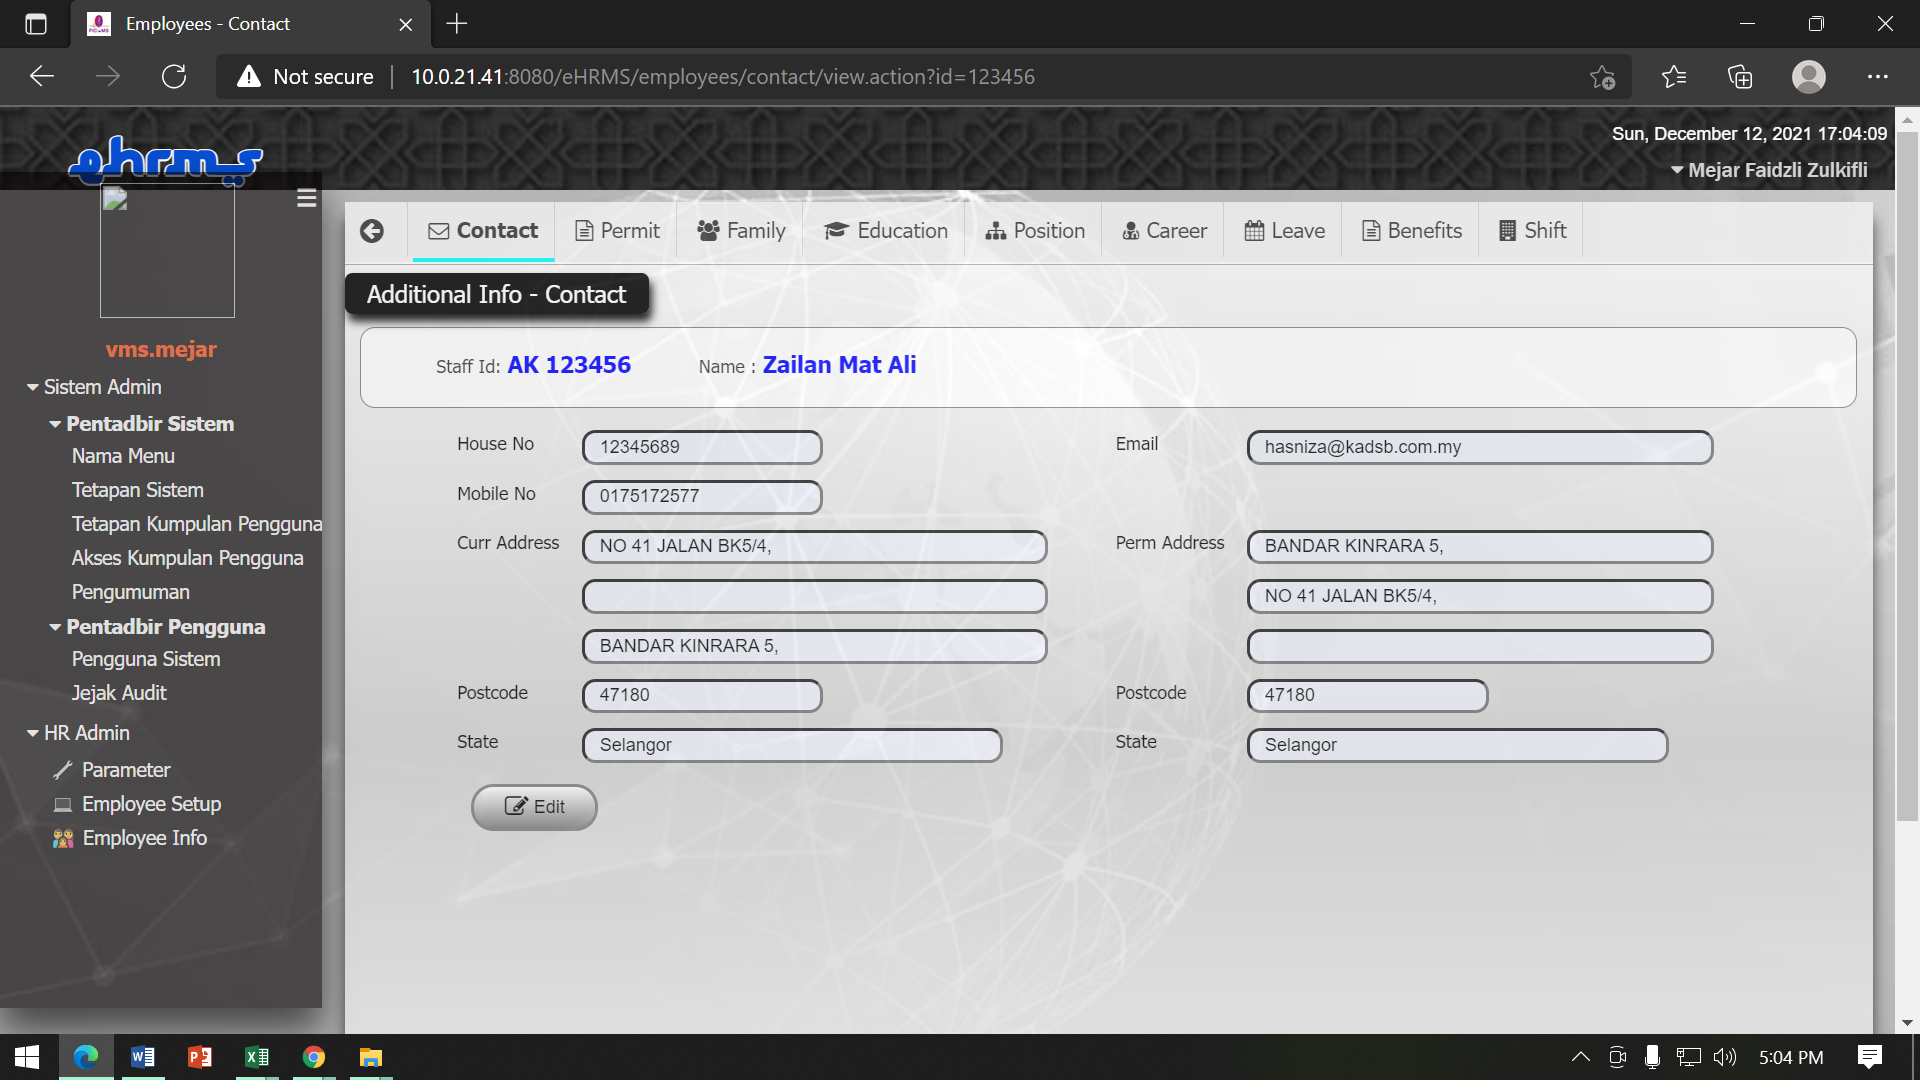 Employees - Contact
Not secure
10.0.21.41:8080/eHRMS/employees/contact/view.action?id=123456
ehrms
Sun, December 12, 2021 17:04:09
Mejar Faidzli Zulkifli
Contact
Permit
Family
Education
Position
Career
Leave
Benefits
Shift
Additional Info - Contact
vms.mejar
Sistem Admin
Pentadbir Sistem
Nama Menu
Tetapan Sistem
Tetapan Kumpulan Pengguna
Akses Kumpulan Pengguna
Pengumuman
Pentadbir Pengguna
Pengguna Sistem
Jejak Audit
HR Admin
Parameter
Employee Setup
Employee Info
Staff Id: AK 123456 Name : Zailan Mat Ali
House No 12345689 Email hasniza@kadsb.com.my
Mobile No 0175172577
Curr Address NO 41 JALAN BK5/4, Perm Address BANDAR KINRARA 5,
NO 41 JALAN BK5/4,
BANDAR KINRARA 5,
Postcode 47180 Postcode 47180
State Selangor State Selangor
Edit
5:04 PM